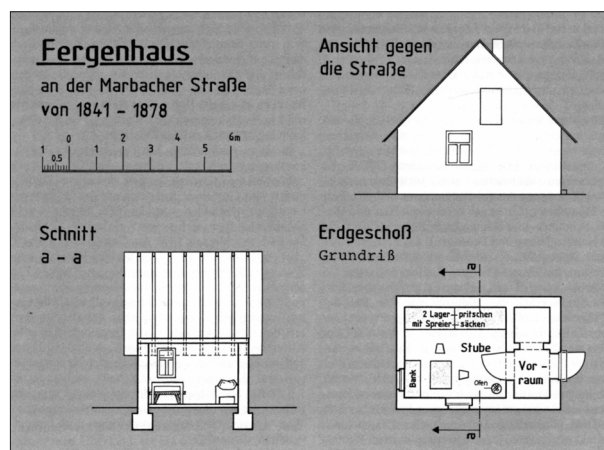 Fergenhaus
an der Marbacher Straße
von 1841 – 1878
1 0.5 0 1 2 3 4 5 6m
Ansicht gegen
die Straße
Schnitt
a – a
Erdgeschoß
Grundriß
a
2 Lager-pritschen
mit Spreier-säcken
Stube
Bank
Ofen
Vor-
raum
a